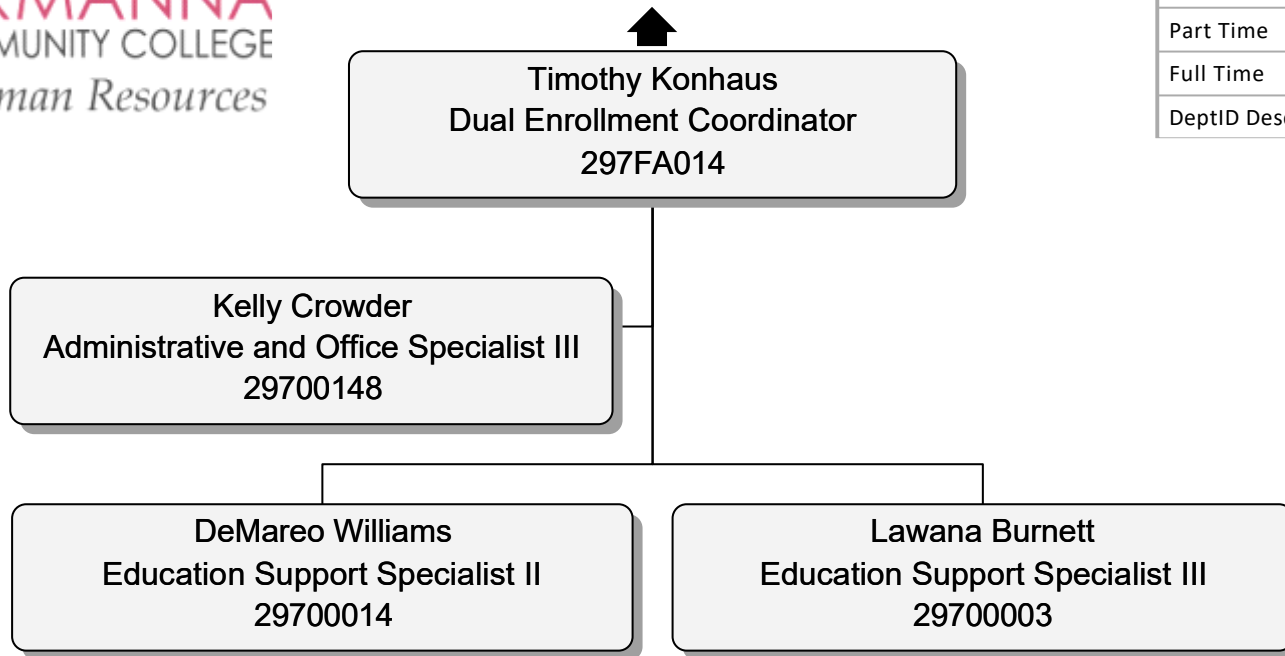 RMANNA
MUNITY COLLEGE
man Resources
Part Time
Full Time
DeptID Desc
Timothy Konhaus
Dual Enrollment Coordinator
297FA014
Kelly Crowder
Administrative and Office Specialist III
29700148
DeMareo Williams
Education Support Specialist II
29700014
Lawana Burnett
Education Support Specialist III
29700003